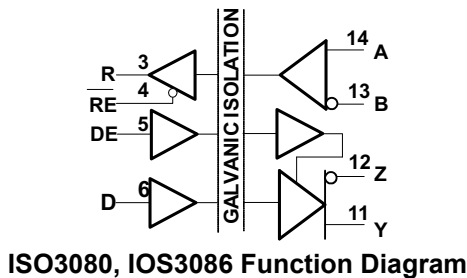 R 3
4
RE
DE 5
D 6
GALVANIC ISOLATION
14 A
13 B
12 Z
11 Y
ISO3080, IOS3086 Function Diagram